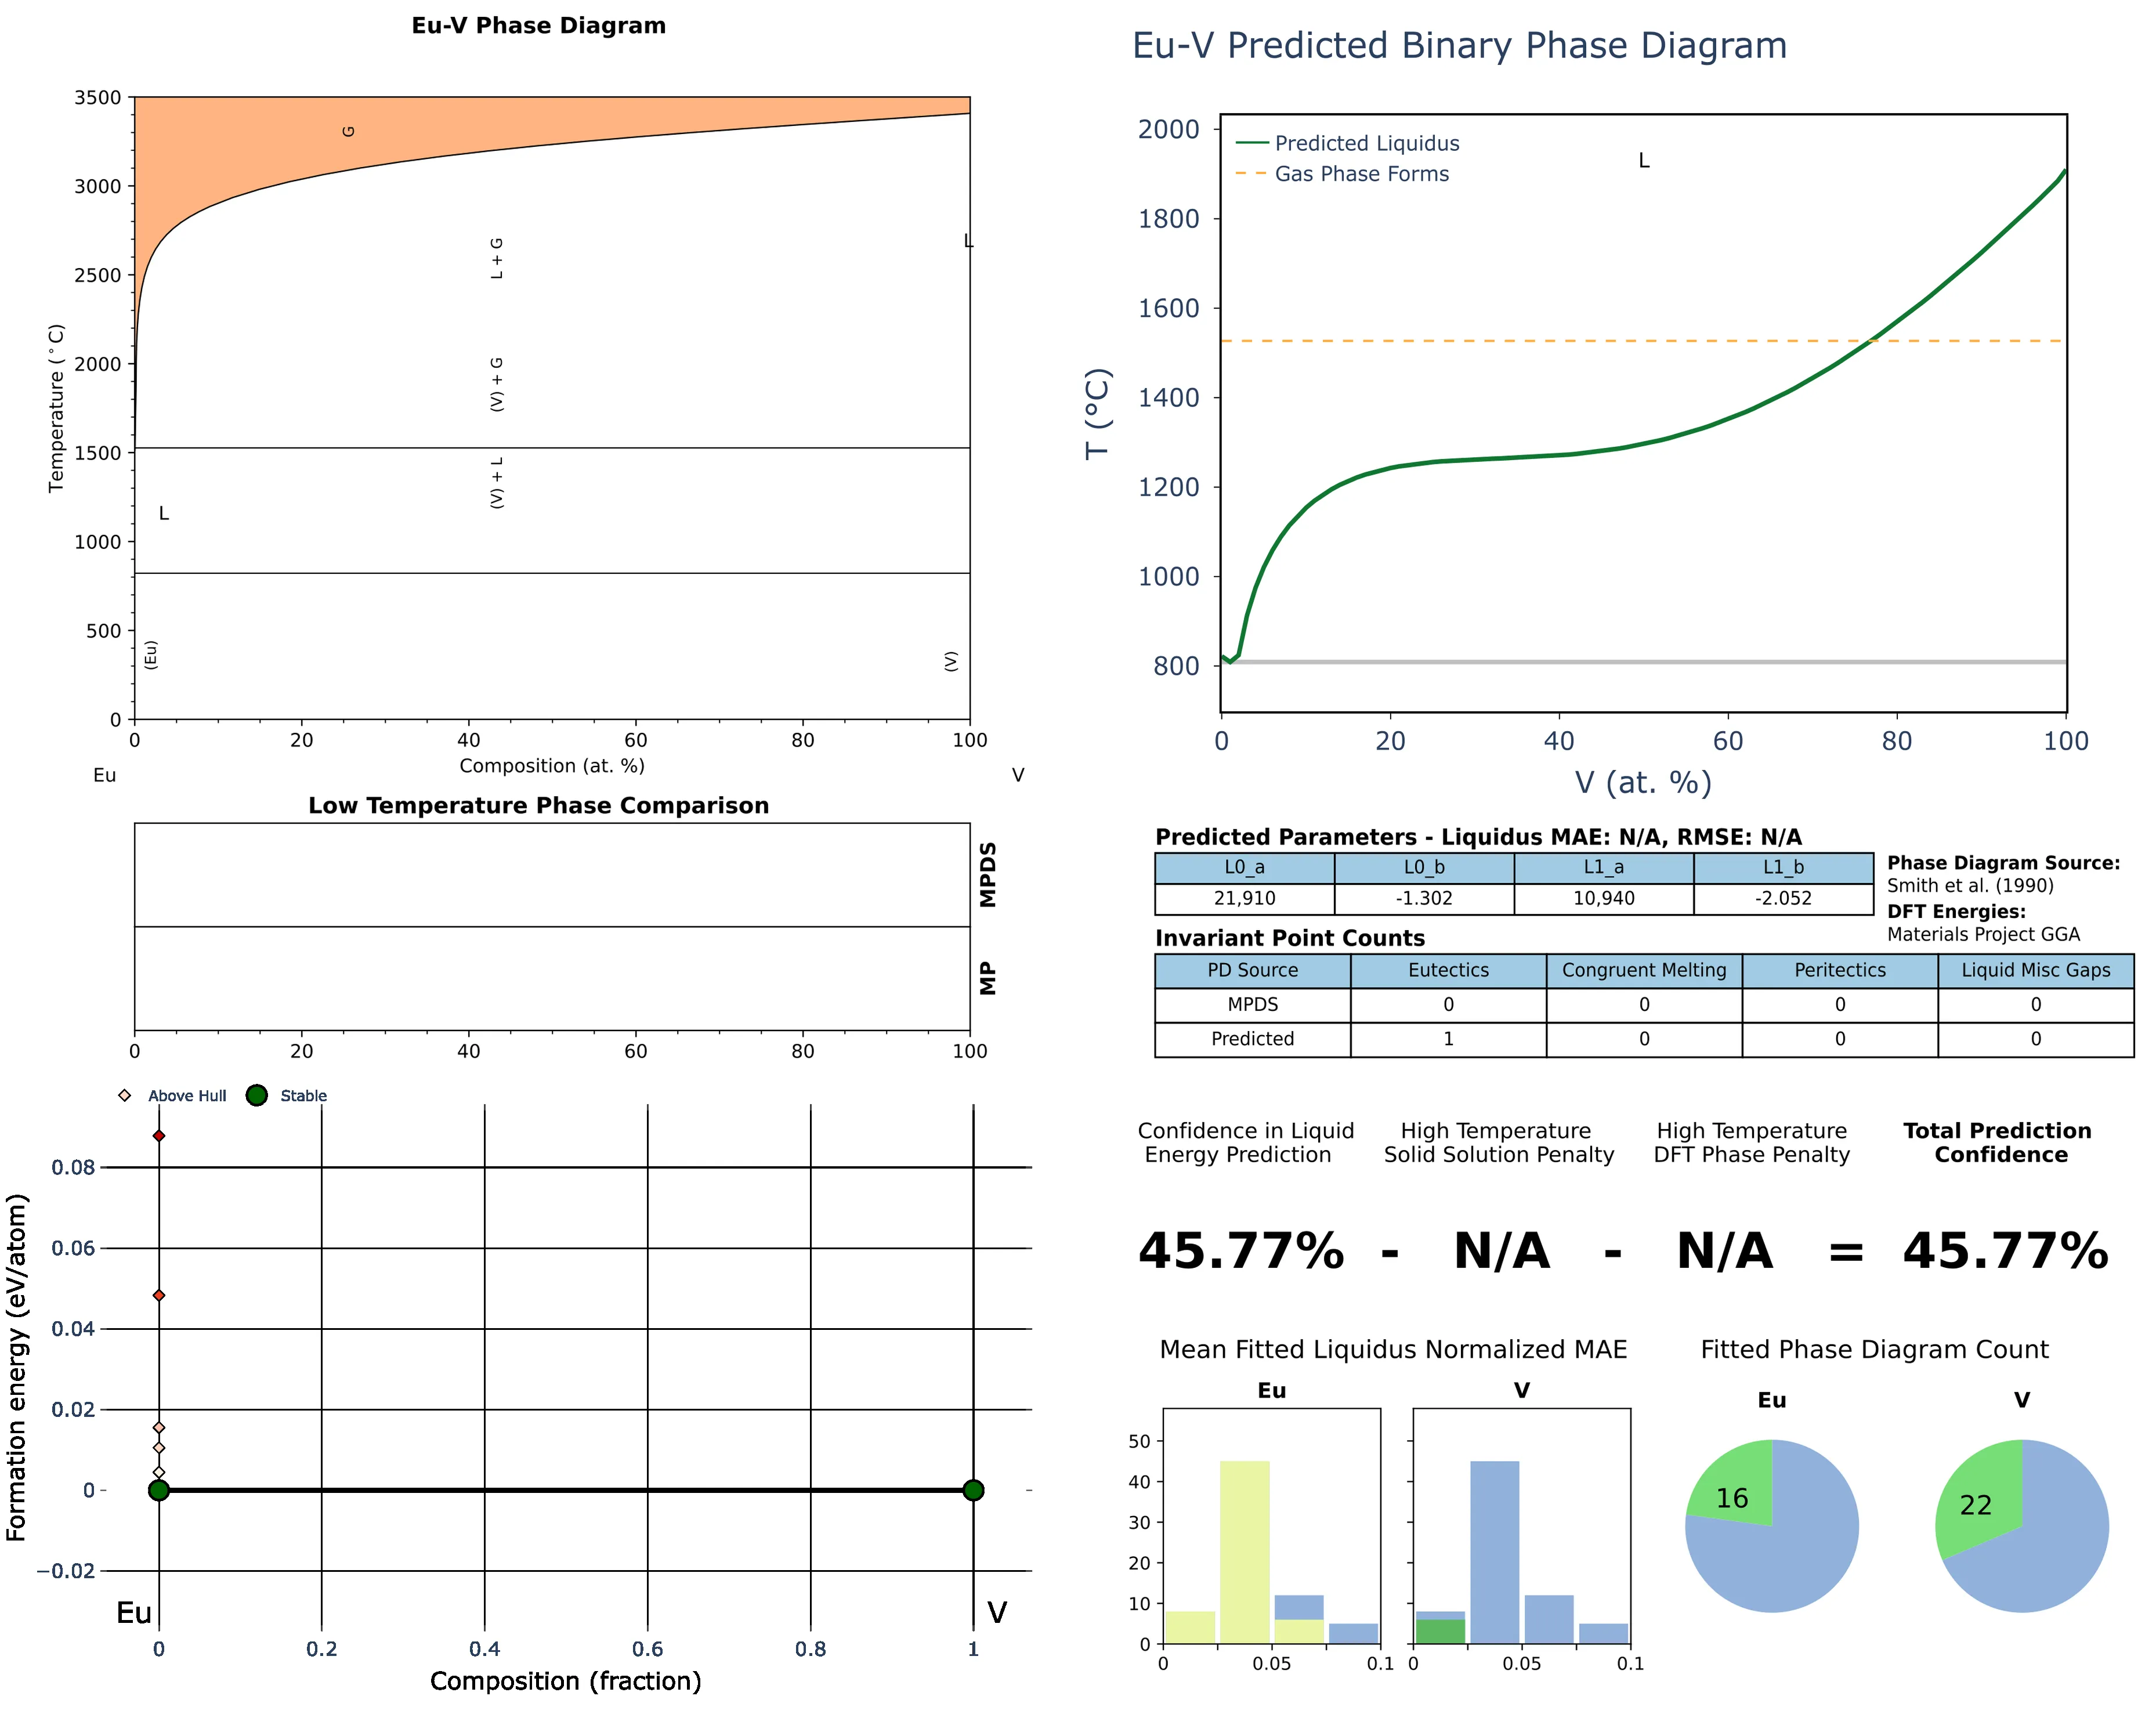 Eu-V Phase Diagram
3500
3000
2500
2000
1500
1000
500
0
Temperature (°C)
G
L + G
L
(V) + G
(V) + L
L
(Eu)
(V)
0 20 40 60 80 100
Composition (at. %)
Eu V
Low Temperature Phase Comparison
MPDS
MP
0 20 40 60 80 100
Above Hull Stable
0.08
0.06
0.04
0.02
0
−0.02
Formation energy (eV/atom)
Eu V
0 0.2 0.4 0.6 0.8 1
Composition (fraction)
Eu-V Predicted Binary Phase Diagram
Predicted Liquidus
Gas Phase Forms
L
2000
1800
1600
1400
1200
1000
800
T (°C)
0 20 40 60 80 100
V (at. %)
Predicted Parameters - Liquidus MAE: N/A, RMSE: N/A
L0_a L0_b L1_a L1_b
21,910 -1.302 10,940 -2.052
Phase Diagram Source:
Smith et al. (1990)
DFT Energies:
Materials Project GGA
Invariant Point Counts
PD Source Eutectics Congruent Melting Peritectics Liquid Misc Gaps
MPDS 0 0 0 0
Predicted 1 0 0 0
Confidence in Liquid
Energy Prediction
High Temperature
Solid Solution Penalty
High Temperature
DFT Phase Penalty
Total Prediction
Confidence
45.77% - N/A - N/A = 45.77%
Mean Fitted Liquidus Normalized MAE
Eu V
50
40
30
20
10
0
0 0.05 0.1 0 0.05 0.1
Fitted Phase Diagram Count
Eu V
16 22